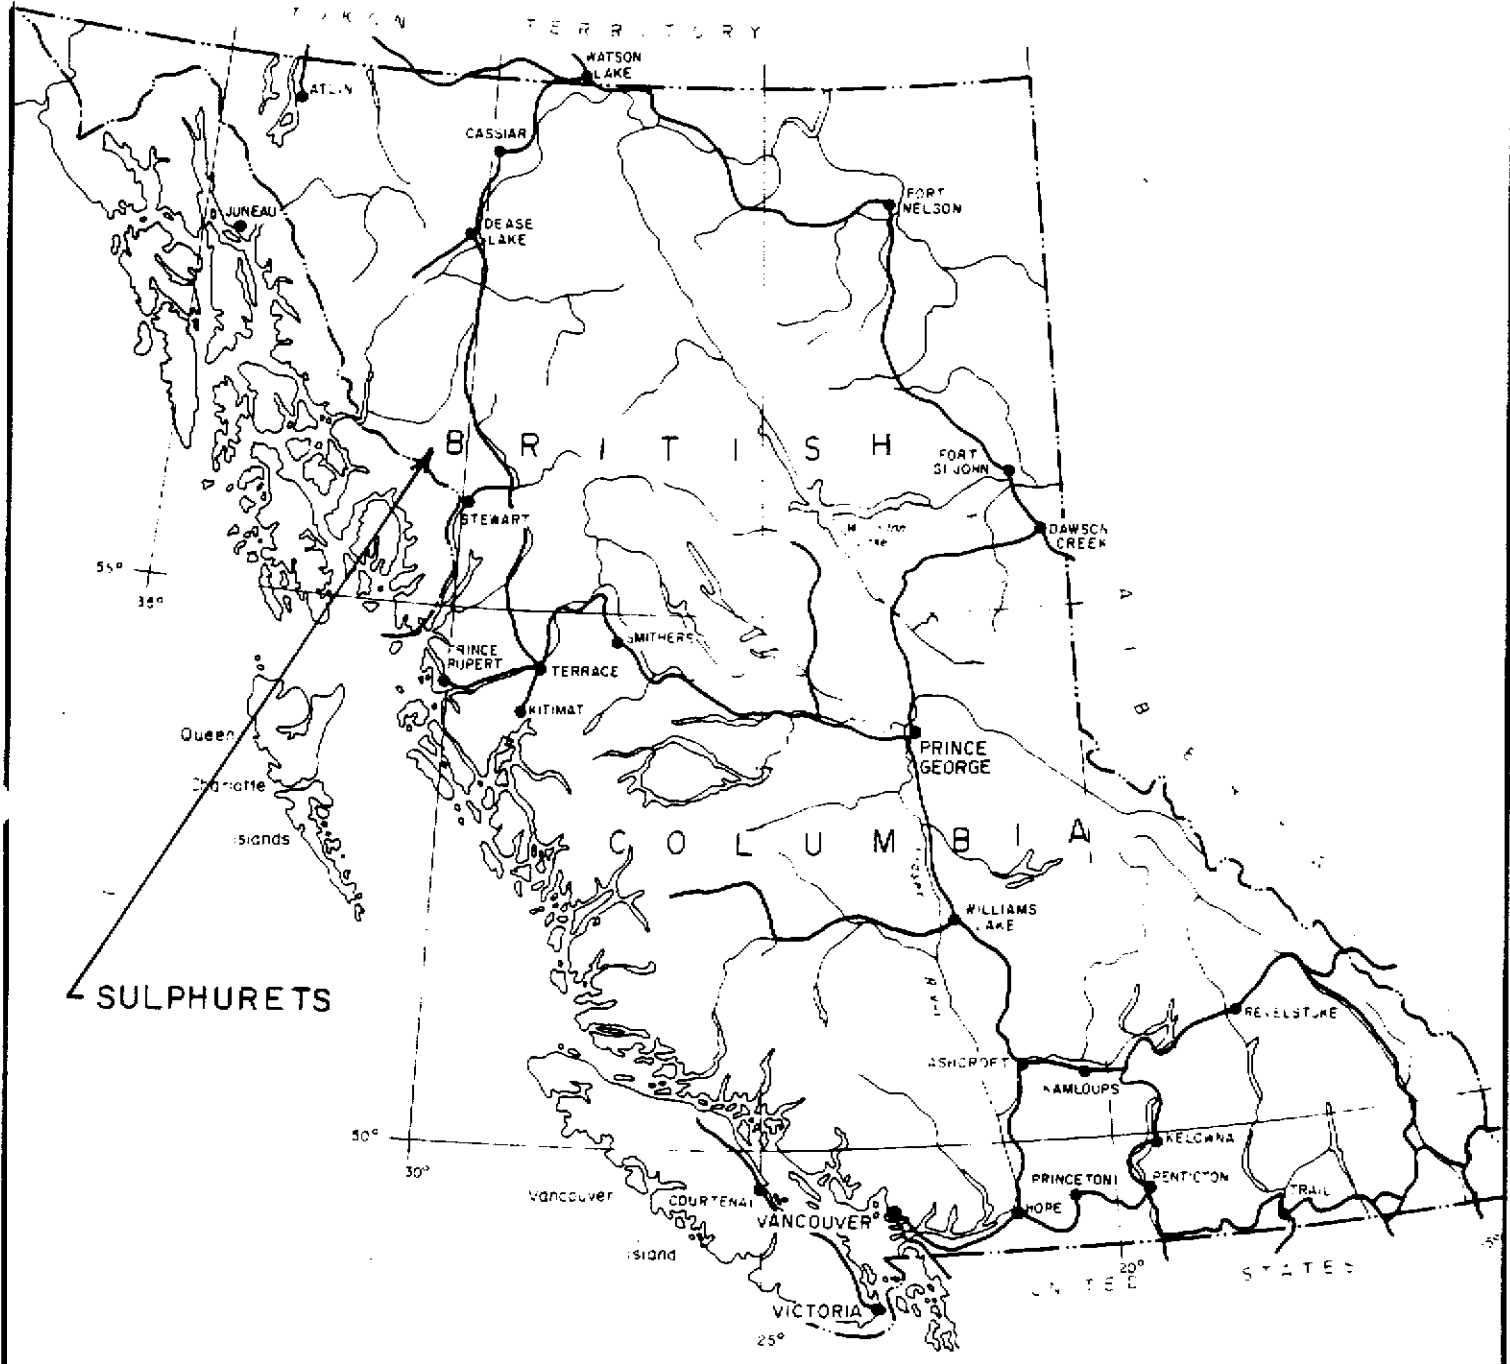 TERRITORY
WATSON
LAKE
ATLIN
CASSIAR
JUNEAU
FORT
NELSON
DEASE
LAKE
BRITISH
FORT
ST JOHN
STEWART
DAWSON
CREEK
55°
PRINCE
RUPERT
SMITHERS
TERRACE
KITIMAT
Queen
Charlotte
Islands
PRINCE
GEORGE
COLUMBIA
WILLIAMS
LAKE
SULPHURETS
REVELSTOKE
ASHCROFT
KAMLOOPS
50°
30°
KELOWNA
Vancouver
COURTENAY
PRINCETON
PENTICTON
TRAIL
VANCOUVER
HOPE
Island
20°
STATES
VICTORIA
25°